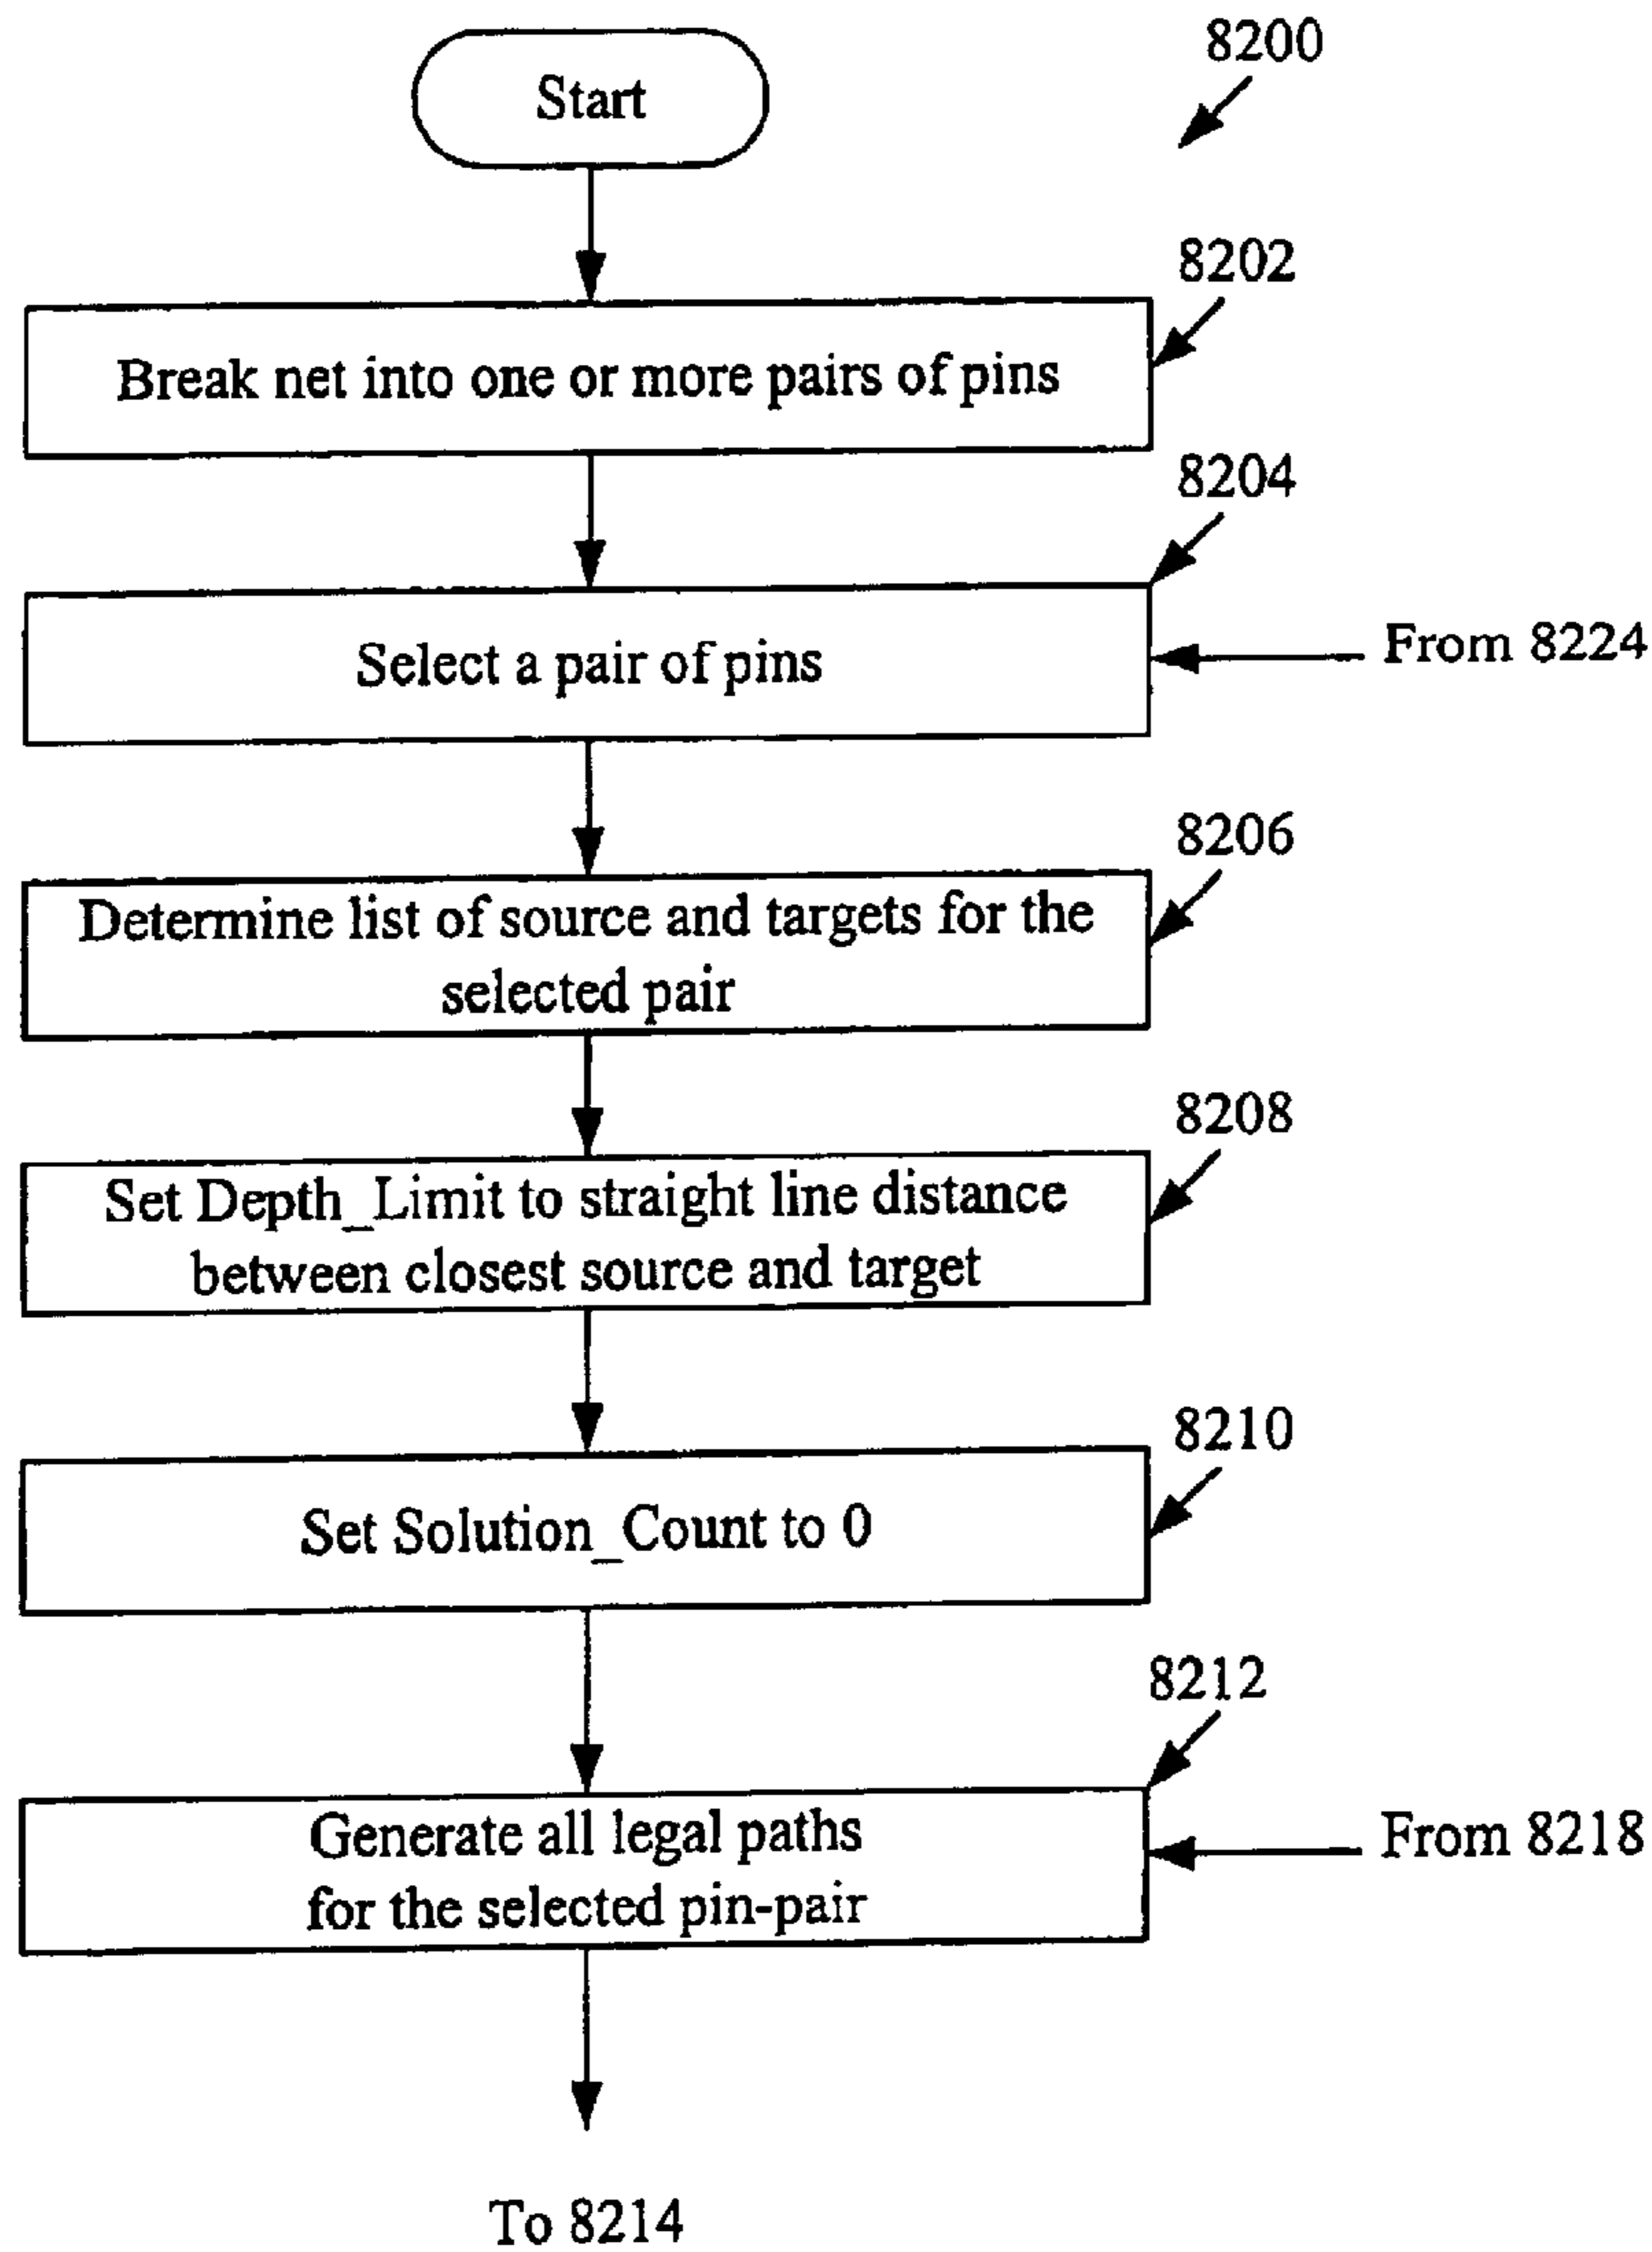 8200
Start
8202
Break net into one or more pairs of pins
8204
Select a pair of pins
From 8224
8206
Determine list of source and targets for the
selected pair
8208
Set Depth_Limit to straight line distance
between closest source and target
8210
Set Solution_Count to 0
8212
Generate all legal paths
for the selected pin-pair
From 8218
To 8214